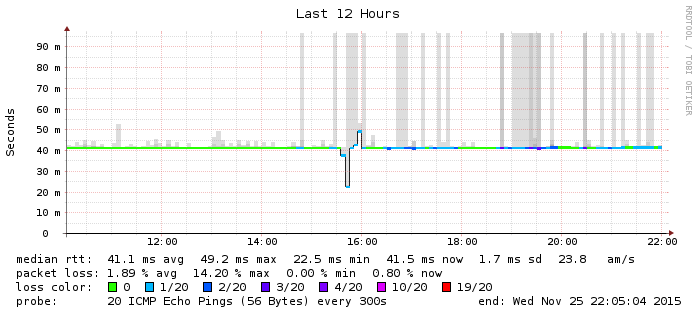 Last 12 Hours
RRDTOOL / TOBI OETIKER
Seconds
90 m
80 m
70 m
60 m
50 m
40 m
30 m
20 m
10 m
0
12:00 14:00 16:00 18:00 20:00 22:00
median rtt: 41.1 ms avg 49.2 ms max 22.5 ms min 41.5 ms now 1.7 ms sd 23.8 am/s
packet loss: 1.89 % avg 14.20 % max 0.00 % min 0.80 % now
loss color: 0 1/20 2/20 3/20 4/20 10/20 19/20
probe: 20 ICMP Echo Pings (56 Bytes) every 300s end: Wed Nov 25 22:05:04 2015